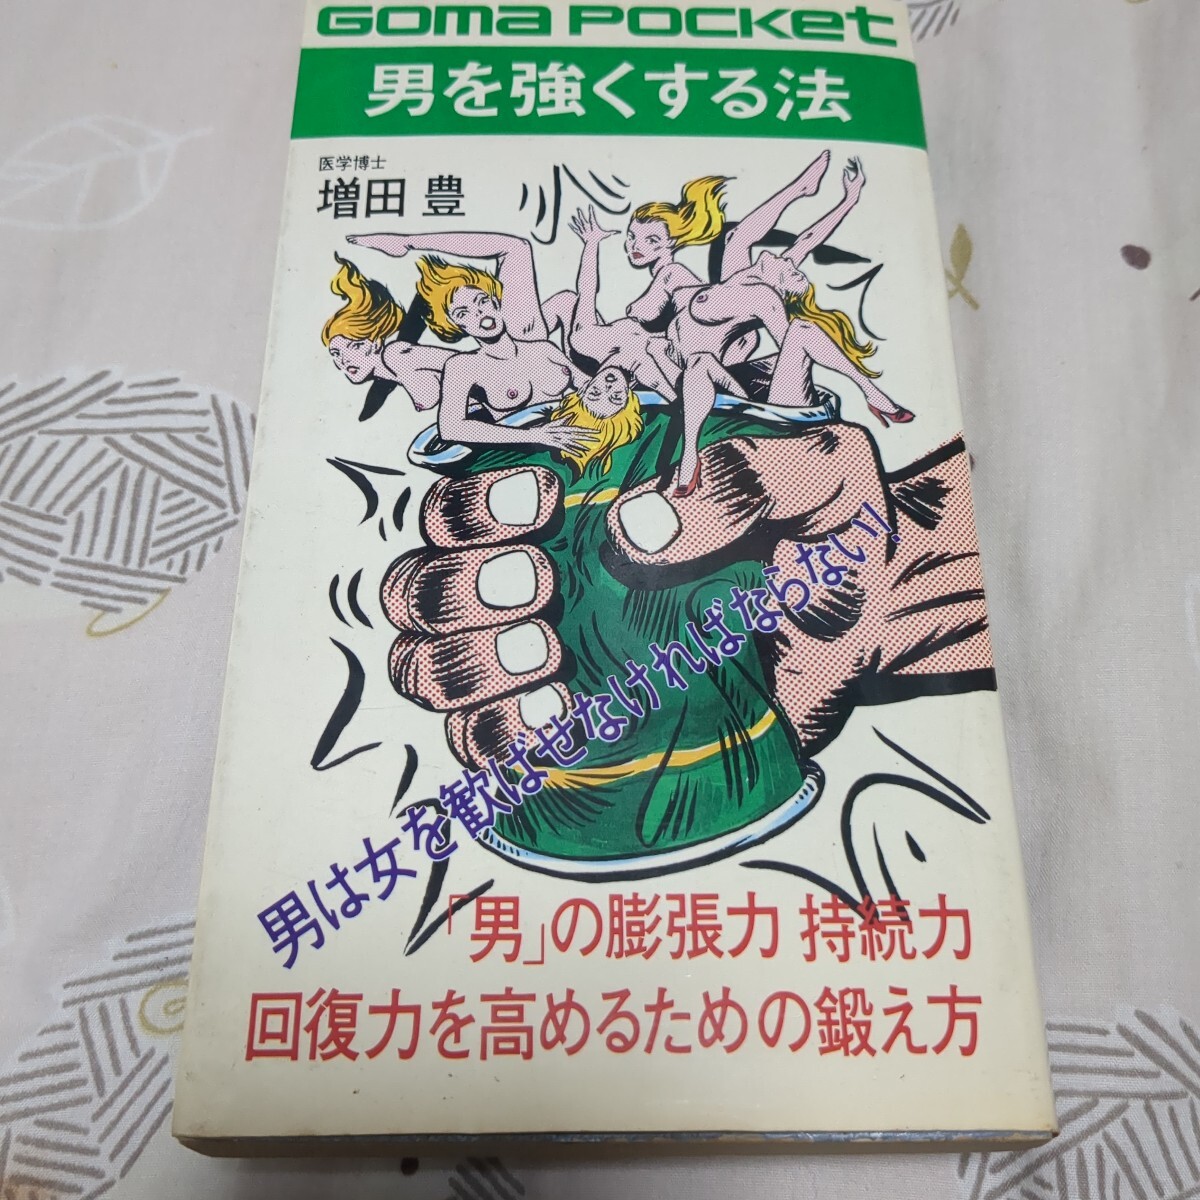 Goma POCKet
男を強くする法
医学博士
増田 豊
男は女を歓ばせなければならない!!
「男」の膨張力 持続力
回復力を高めるための鍛え方